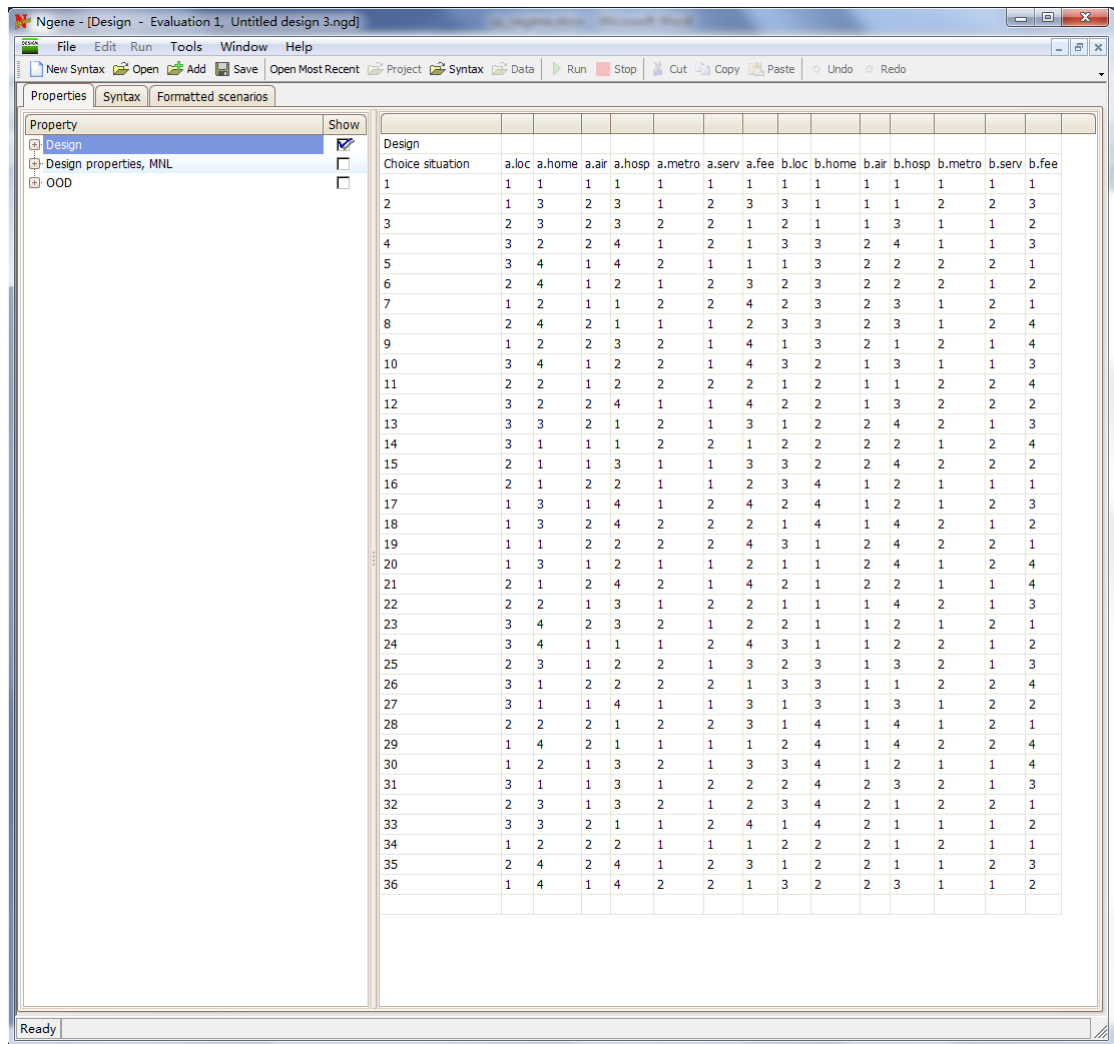 Ngene - [Design - Evaluation 1, Untitled design 3.ngd]
File Edit Run Tools Window Help
New Syntax Open Add Save Open Most Recent Project Syntax Data Run Stop Cut Copy Paste Undo Redo
Properties Syntax Formatted scenarios
Property Show
Design
Design properties, MNL
OOD
Design
Choice situation a.loc a.home a.air a.hosp a.metro a.serv a.fee b.loc b.home b.air b.hosp b.metro b.serv b.fee
1 1 1 1 1 1 1 1 1 1 1 1 1 1 1
2 1 3 2 3 1 2 3 3 1 1 1 2 2 3
3 2 3 2 3 2 2 1 2 1 1 3 1 1 2
4 3 2 2 4 1 2 1 3 3 2 4 1 1 3
5 3 4 1 4 2 1 1 1 3 2 2 2 2 1
6 2 4 1 2 1 2 3 2 3 2 2 2 1 2
7 1 2 1 1 2 2 4 2 3 2 3 1 2 1
8 2 4 2 1 1 1 2 3 3 2 3 1 2 4
9 1 2 2 3 2 1 4 1 3 2 1 2 1 4
10 3 4 1 2 2 1 4 3 2 1 3 1 1 3
11 2 2 1 2 2 2 2 1 2 1 1 2 2 4
12 3 2 2 4 1 1 4 2 2 1 3 2 2 2
13 3 3 2 1 2 1 3 1 2 2 4 2 1 3
14 3 1 1 1 2 2 1 2 2 2 2 1 2 4
15 2 1 1 3 1 1 3 3 2 2 4 2 2 2
16 2 1 2 2 1 1 2 3 4 1 2 1 1 1
17 1 3 1 4 1 2 4 2 4 1 2 1 2 3
18 1 3 2 4 2 2 2 1 4 1 4 2 1 2
19 1 1 2 2 2 2 4 3 1 2 4 2 2 1
20 1 3 1 2 1 1 2 1 1 2 4 1 2 4
21 2 1 2 4 2 1 4 2 1 2 2 1 1 4
22 2 2 1 3 1 2 2 1 1 1 4 2 1 3
23 3 4 2 3 2 1 2 2 1 1 2 1 2 1
24 3 4 1 1 1 2 4 3 1 1 2 2 1 2
25 2 3 1 2 2 1 3 2 3 1 3 2 1 3
26 3 1 2 2 2 2 1 3 3 1 1 2 2 4
27 3 1 1 4 1 1 3 1 3 1 3 1 2 2
28 2 2 2 1 2 2 3 1 4 1 4 1 2 1
29 1 4 2 1 1 1 1 2 4 1 4 2 2 4
30 1 2 1 3 2 1 3 3 4 1 2 1 1 4
31 3 1 1 3 1 2 2 2 4 2 3 2 1 3
32 2 3 1 3 2 1 2 3 4 2 1 2 2 1
33 3 3 2 1 1 2 4 1 4 2 1 1 1 2
34 1 2 2 2 1 1 1 2 2 2 1 2 1 1
35 2 4 2 4 1 2 3 1 2 2 1 1 2 3
36 1 4 1 4 2 2 1 3 2 2 3 1 1 2
Ready